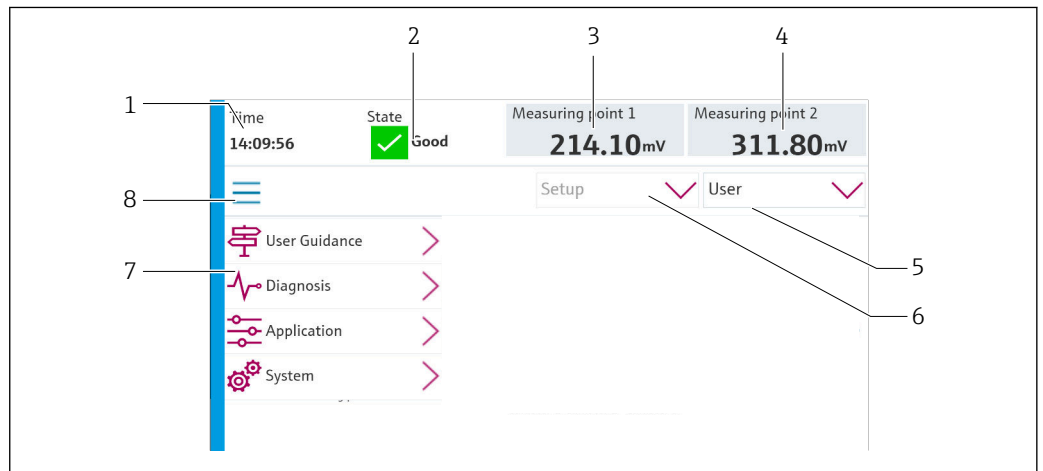 2 3 4
1
Time State Measuring point 1 Measuring point 2
14:09:56 Good 214.10mV 311.80mV
8
Setup User
User Guidance
7
Diagnosis
5
Application
6
System